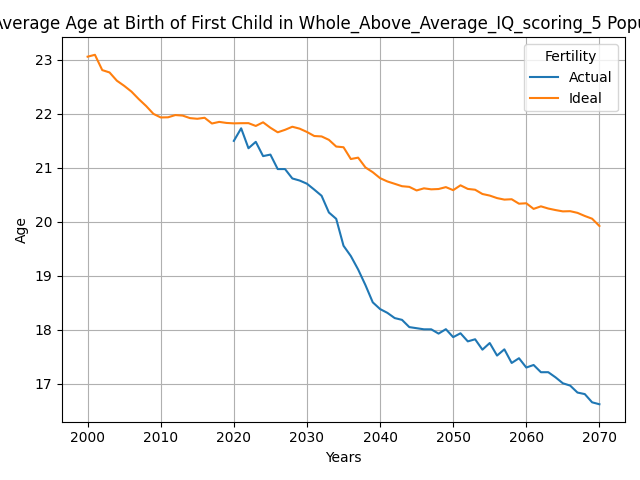 Average Age at Birth of First Child in Whole_Above_Average_IQ_scoring_5
Fertility
Actual
Ideal
23
22
21
20
19
18
17
Age
2000 2010 2020 2030 2040 2050 2060 2070
Years